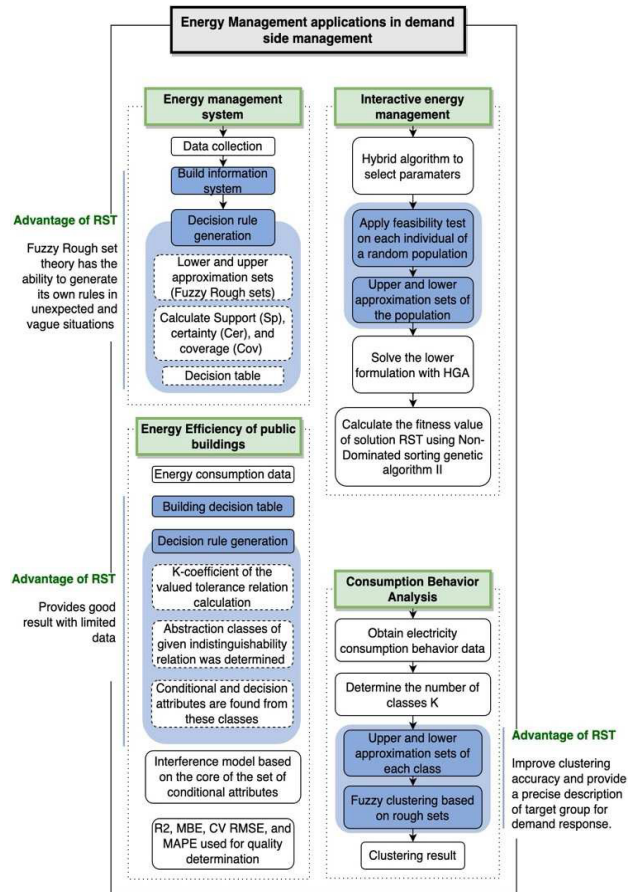 Energy Management applications in demand
side management
Energy management
system
Data collection
Build information
system
Decision rule
generation
Lower and upper
approximation sets
(Fuzzy Rough sets)
Calculate Support (Sp),
certainty (Cer), and
coverage (Cov)
Decision table
Advantage of RST
Fuzzy Rough set
theory has the
ability to generate
its own rules in
unexpected and
vague situations
Interactive energy
management
Hybrid algorithm to
select paramaters
Apply feasibility test
on each individual of
a random population
Upper and lower
approximation sets of
the population
Solve the lower
formulation with HGA
Calculate the fitness value
of solution RST using Non-
Dominated sorting genetic
algorithm II
Energy Efficiency of public
buildings
Energy consumption data
Building decision table
Decision rule generation
K-coefficient of the
valued tolerance relation
calculation
Abstraction classes of
given indistinguishability
relation was determined
Conditional and decision
attributes are found from
these classes
Interference model based
on the core of the set of
conditional attributes
R2, MBE, CV RMSE, and
MAPE used for quality
determination
Advantage of RST
Provides good
result with limited
data
Consumption Behavior
Analysis
Obtain electricity
consumption behavior data
Determine the number of
classes K
Upper and lower
approximation sets of
each class
Fuzzy clustering based
on rough sets
Clustering result
Advantage of RST
Improve clustering
accuracy and provide
a precise description
of target group for
demand response.